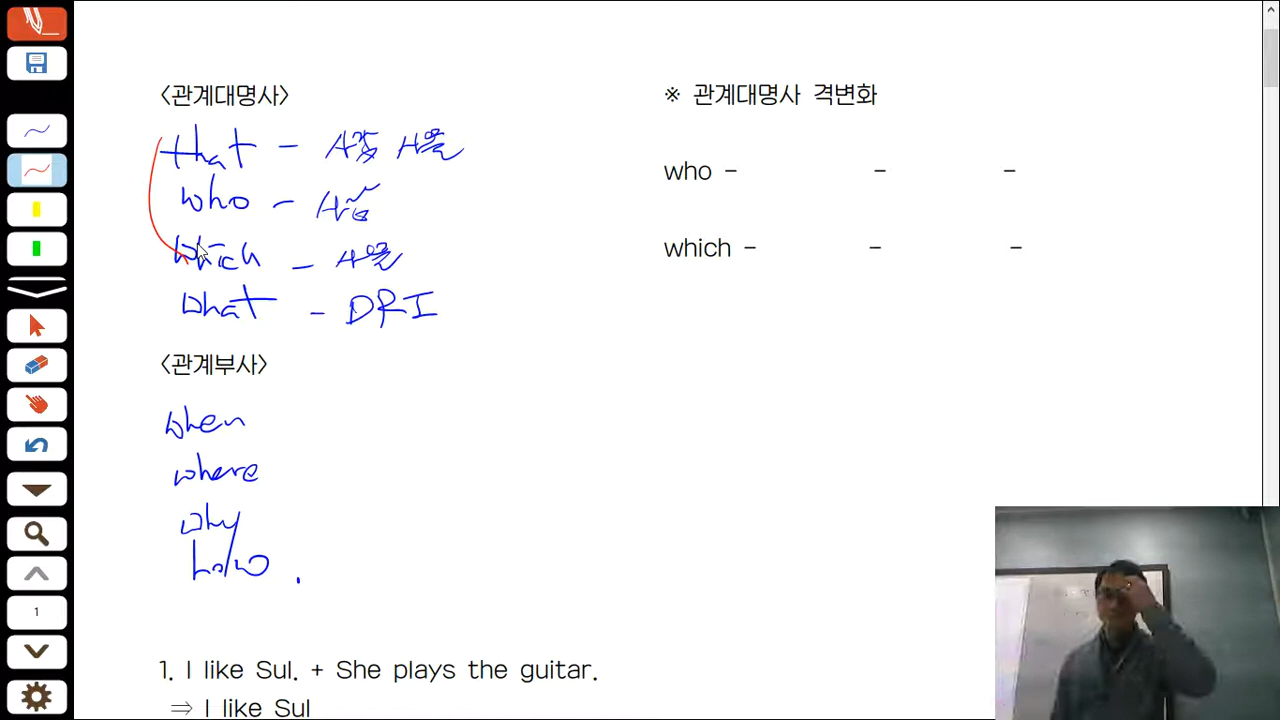 <관계대명사>
that - 사람 사물
who - 사람
which - 사물
what - DRI
<관계부사>
when
where
why
how .
※ 관계대명사 격변화
who - - -
which - - -
1. I like Sul. + She plays the guitar.
⇒ I like Sul
1